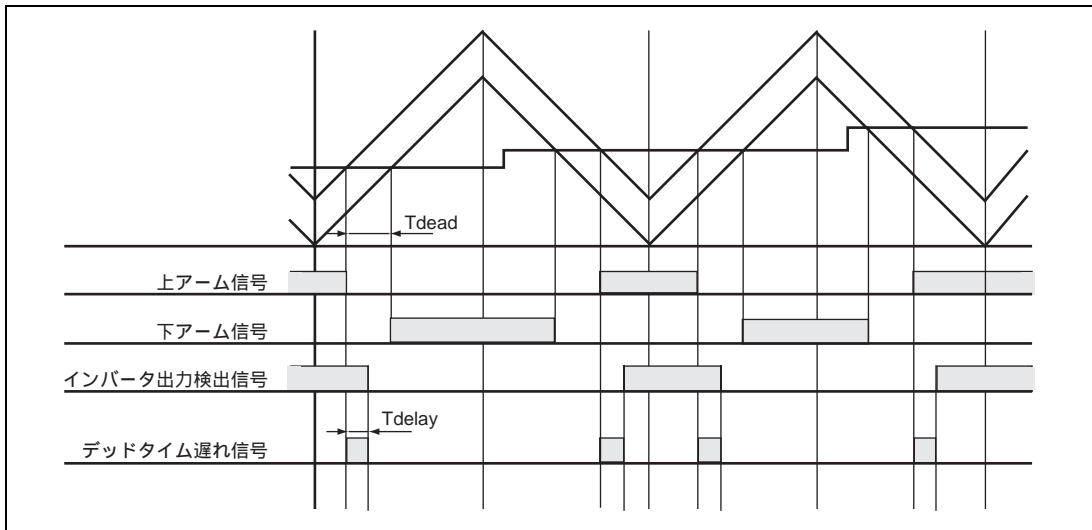 Tdead
上アーム信号
下アーム信号
インバータ出力検出信号
Tdelay
デッドタイム遅れ信号